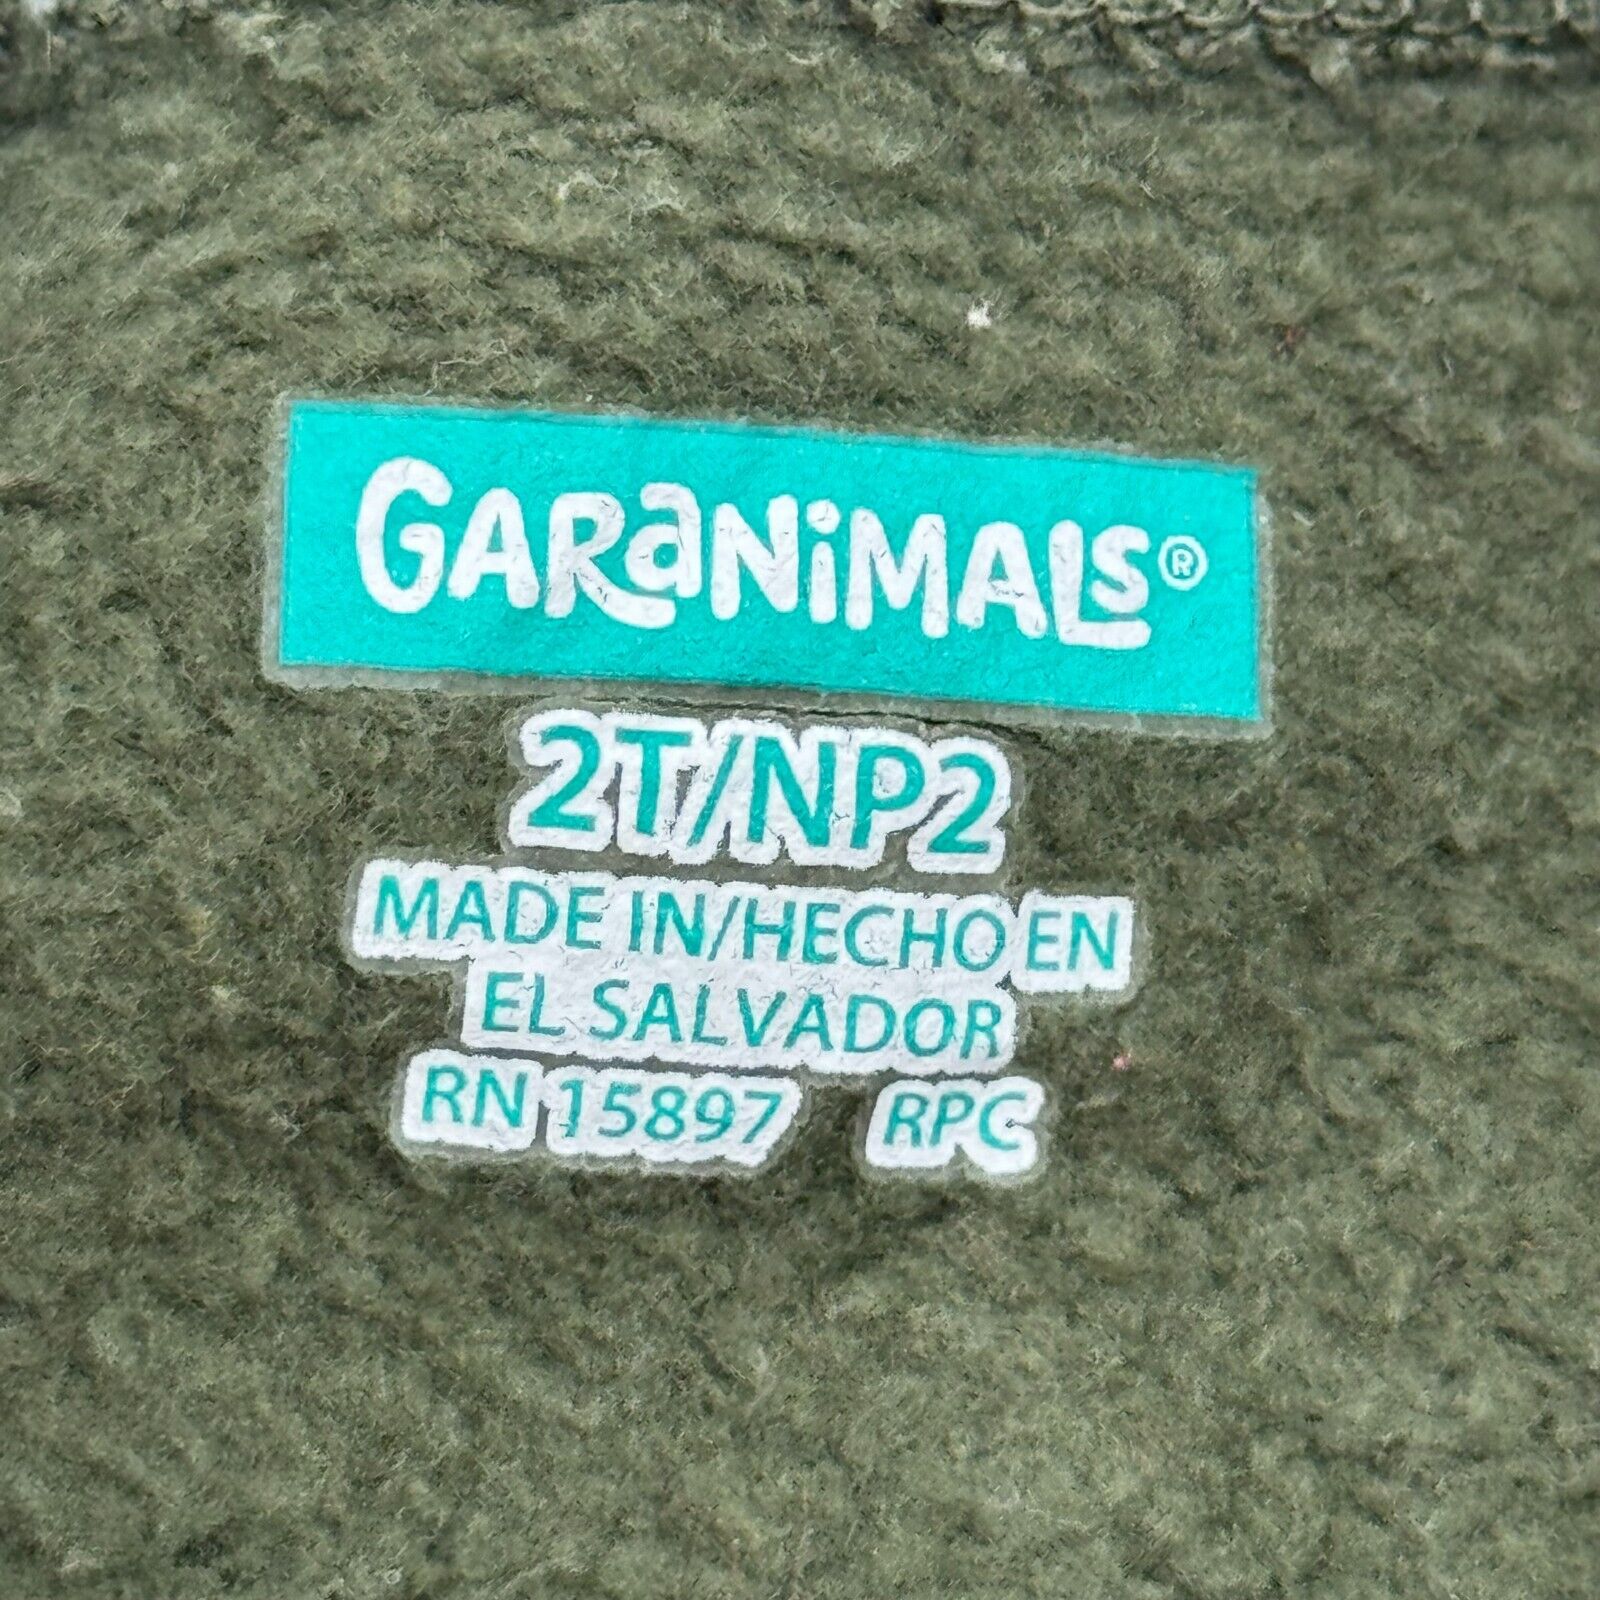 GARaNiMALS®
2T/NP2
MADE IN/HECHO EN
EL SALVADOR
RN 15897 RPC